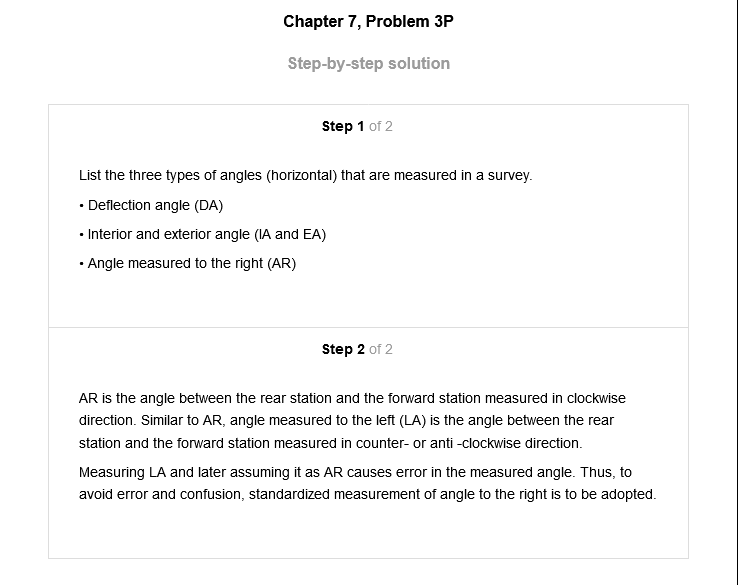 Chapter 7, Problem 3P
Step-by-step solution
Step 1 of 2
List the three types of angles (horizontal) that are measured in a survey.
• Deflection angle (DA)
• Interior and exterior angle (IA and EA)
• Angle measured to the right (AR)
Step 2 of 2
AR is the angle between the rear station and the forward station measured in clockwise
direction. Similar to AR, angle measured to the left (LA) is the angle between the rear
station and the forward station measured in counter- or anti -clockwise direction.
Measuring LA and later assuming it as AR causes error in the measured angle. Thus, to
avoid error and confusion, standardized measurement of angle to the right is to be adopted.